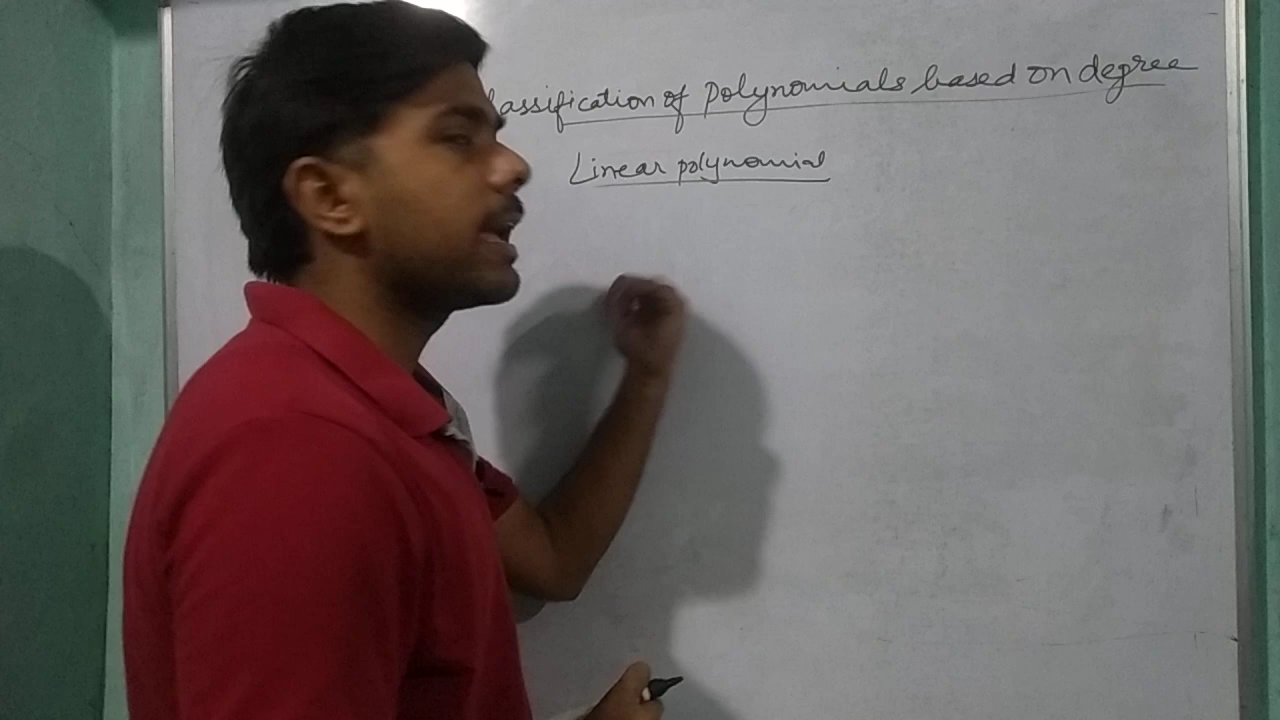 lassification of polynomials based on degree
Linear polynomial